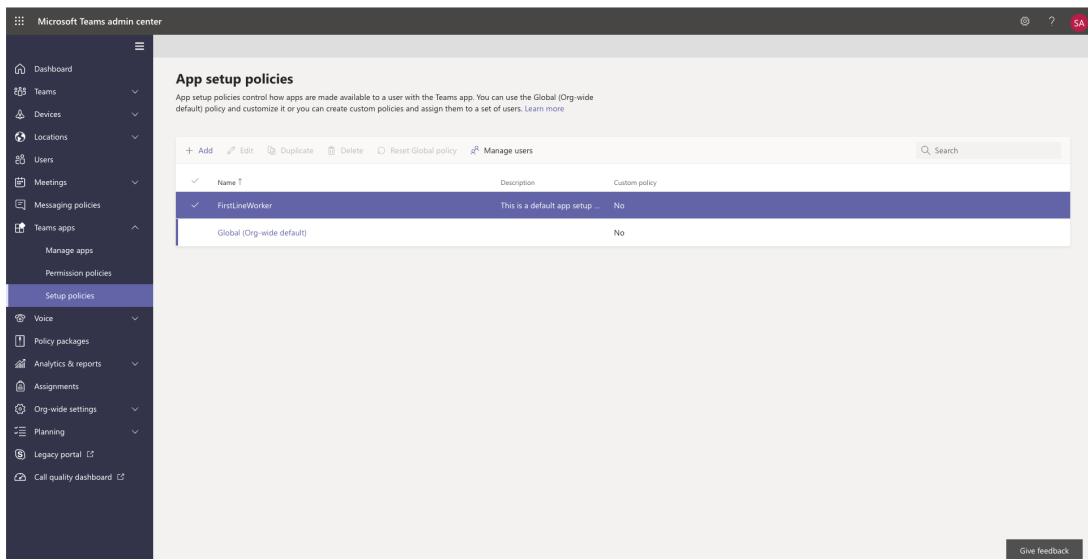 Microsoft Teams admin center
?
SA
Dashboard
Teams
Devices
Locations
Users
Meetings
Messaging policies
Teams apps
Manage apps
Permission policies
Setup policies
Voice
Policy packages
Analytics & reports
Assignments
Org-wide settings
Planning
Legacy portal
Call quality dashboard
App setup policies
App setup policies control how apps are made available to a user with the Teams app. You can use the Global (Org-wide
default) policy and customize it or you can create custom policies and assign them to a set of users. Learn more
+ Add Edit Duplicate Delete Reset Global policy Manage users Search
Name ↑ Description Custom policy
FirstLineWorker This is a default app setup ... No
Global (Org-wide default) No
Give feedback